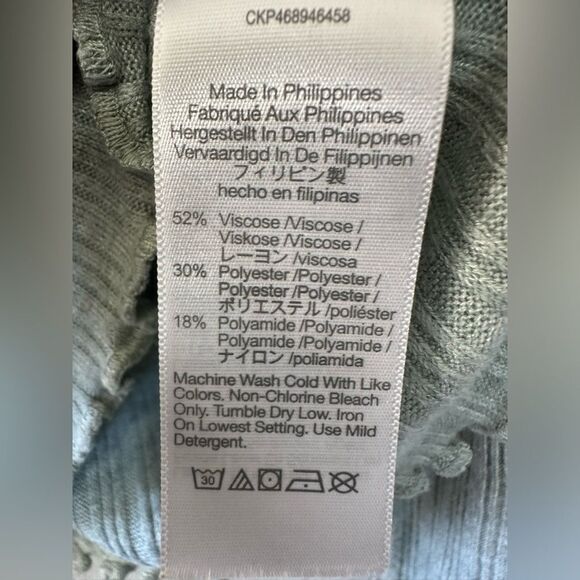 CKP468946458
Made In Philippines
Fabriqué Aux Philippines
Hergestellt In Den Philippinen
Vervaardigd In De Filippijnen
フィリピン製
hecho en filipinas
52% Viscose /Viscose /
Viskose /Viscose /
レーヨン /viscosa
30% Polyester /Polyester /
Polyester /Polyester /
ポリエステル /poliéster
18% Polyamide /Polyamide /
Polyamide /Polyamide /
ナイロン /poliamida
Machine Wash Cold With Like
Colors. Non-Chlorine Bleach
Only. Tumble Dry Low. Iron
On Lowest Setting. Use Mild
Detergent.
30